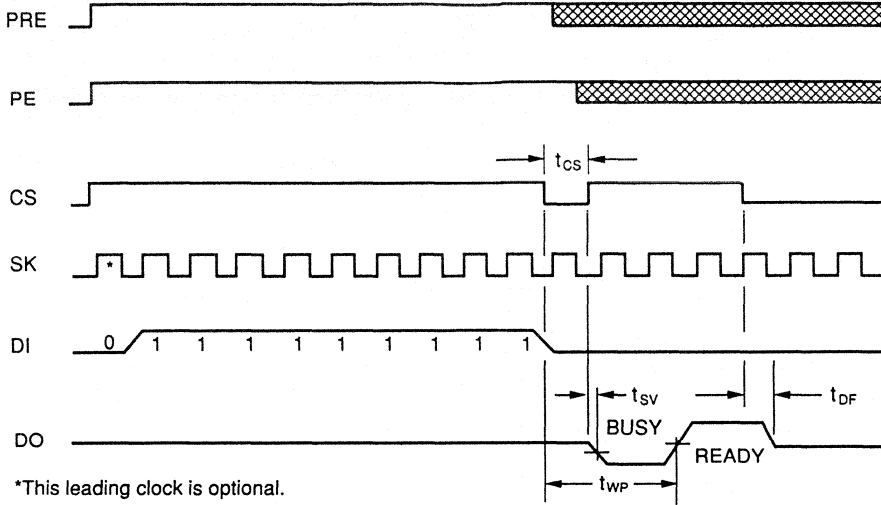 PRE
PE
t_CS
CS
SK
*
DI
0 1 1 1 1 1 1 1 1 1
t_SV
t_DF
BUSY
DO
READY
t_WP
*This leading clock is optional.